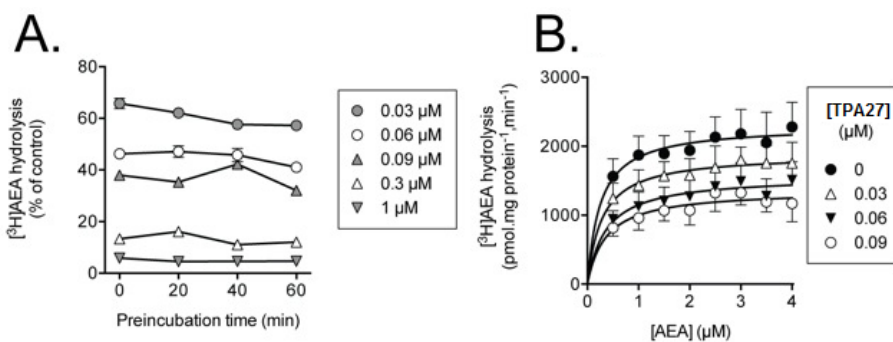 A.
[³H]AEA hydrolysis
(% of control)
80
60
40
20
0
0 20 40 60
Preincubation time (min)
0.03 µM
0.06 µM
0.09 µM
0.3 µM
1 µM
B.
[³H]AEA hydrolysis
(pmol.mg protein⁻¹,min⁻¹)
3000
2000
1000
0
0 1 2 3 4
[AEA] (µM)
[TPA27]
(µM)
0
0.03
0.06
0.09